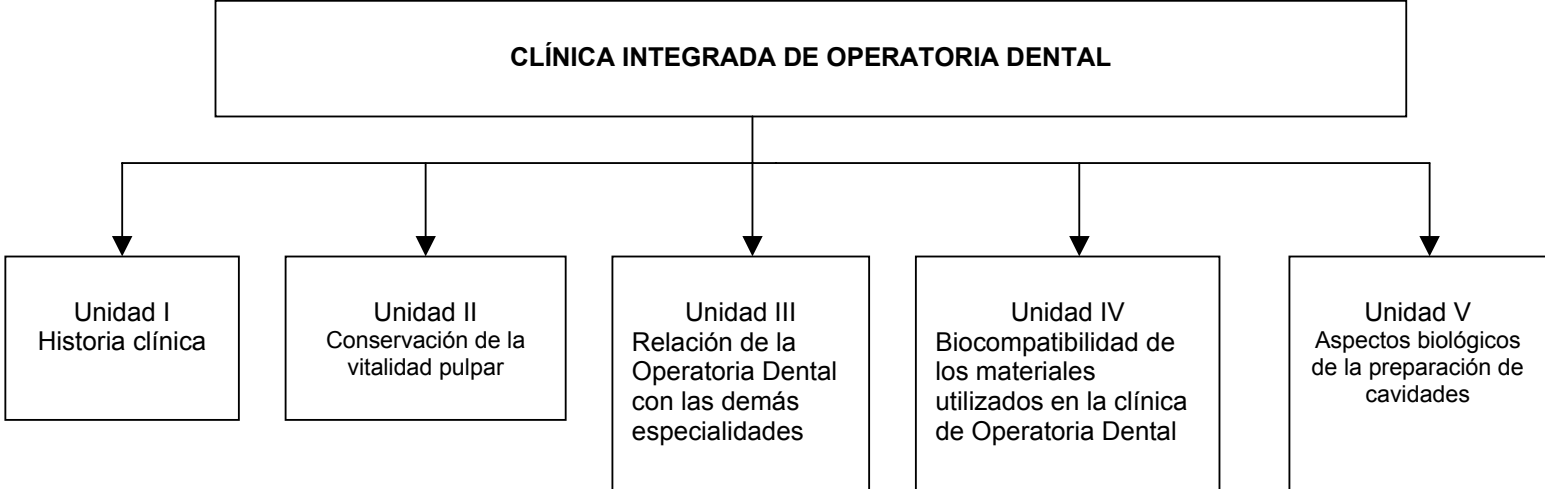 CLÍNICA INTEGRADA DE OPERATORIA DENTAL
Unidad I
Historia clínica
Unidad II
Conservación de la
vitalidad pulpar
Unidad III
Relación de la
Operatoria Dental
con las demás
especialidades
Unidad IV
Biocompatibilidad de
los materiales
utilizados en la clínica
de Operatoria Dental
Unidad V
Aspectos biológicos
de la preparación de
cavidades